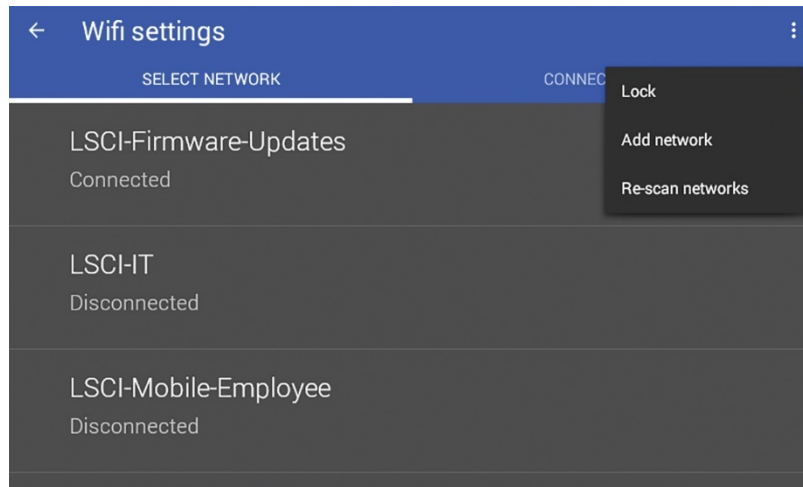 Wifi settings
SELECT NETWORK
CONNEC
Lock
Add network
Re-scan networks
LSCI-Firmware-Updates
Connected
LSCI-IT
Disconnected
LSCI-Mobile-Employee
Disconnected